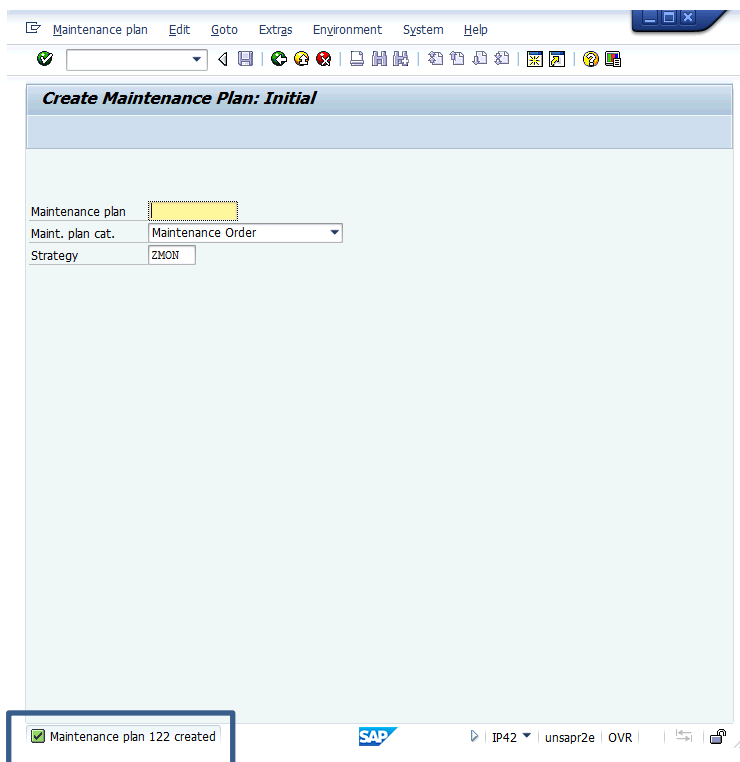 Maintenance plan Edit Goto Extras Environment System Help
Create Maintenance Plan: Initial
Maintenance plan
Maint. plan cat. Maintenance Order
Strategy ZMON
Maintenance plan 122 created SAP IP42 unsapr2e OVR